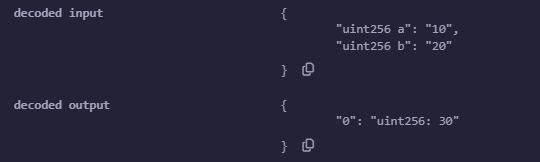 decoded input {
"uint256 a": "10",
"uint256 b": "20"
}
decoded output {
"0": "uint256: 30"
}